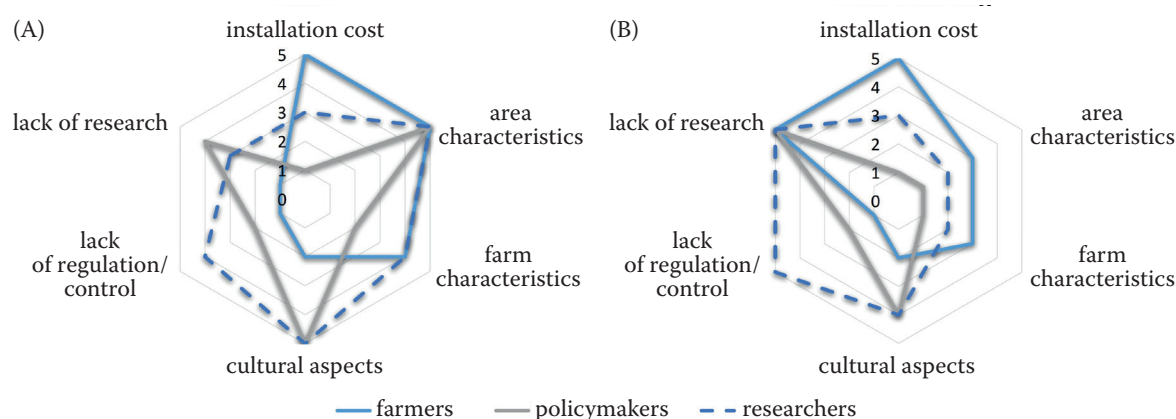 (A)
installation cost
5
4
3
2
1
0
area
characteristics
farm
characteristics
cultural aspects
lack
of regulation/
control
lack of research
(B)
installation cost
5
4
3
2
1
0
area
characteristics
farm
characteristics
cultural aspects
lack
of regulation/
control
lack of research
farmers policymakers researchers